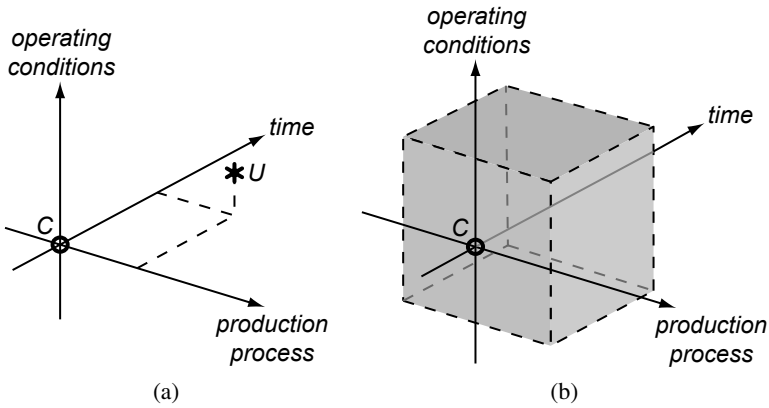 operating
conditions
time
U
C
production
process
(a)
operating
conditions
time
C
production
process
(b)